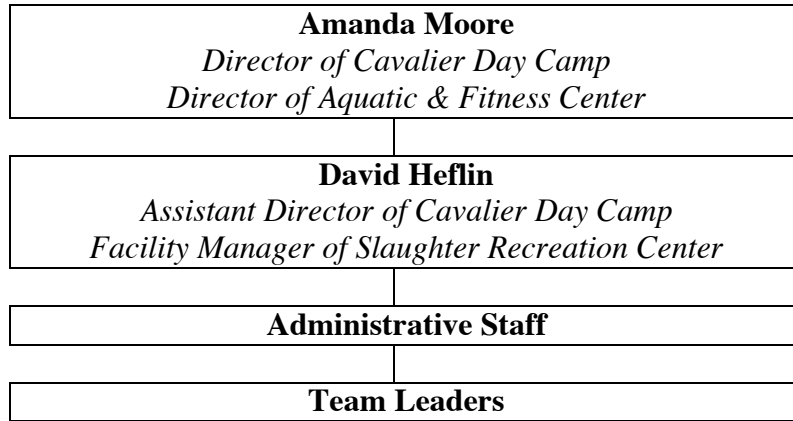 Amanda Moore
Director of Cavalier Day Camp
Director of Aquatic & Fitness Center
David Heflin
Assistant Director of Cavalier Day Camp
Facility Manager of Slaughter Recreation Center
Administrative Staff
Team Leaders